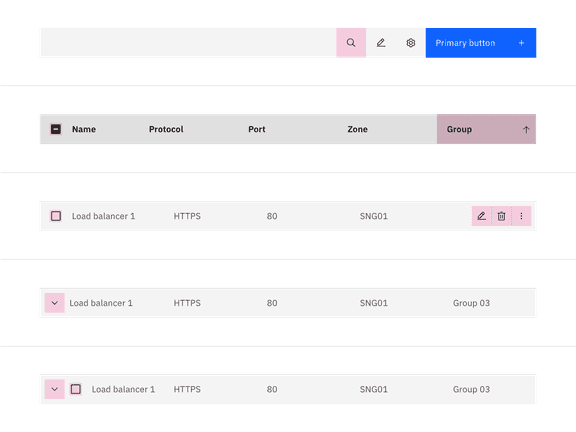 Primary button
Name Protocol Port Zone Group
Load balancer 1 HTTPS 80 SNG01
Load balancer 1 HTTPS 80 SNG01 Group 03
Load balancer 1 HTTPS 80 SNG01 Group 03